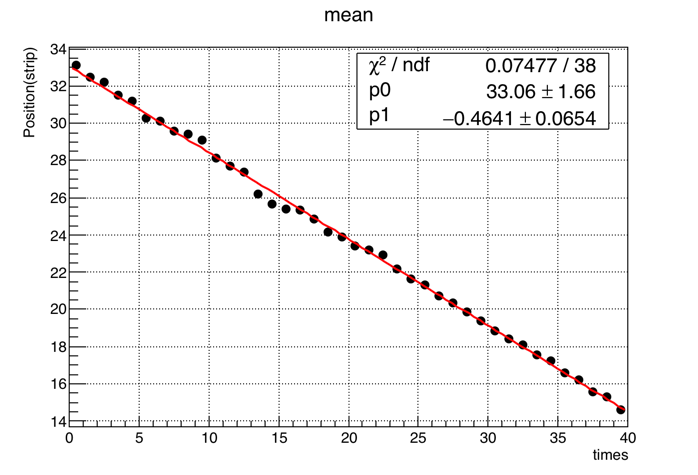 mean
Position(strip)
34
32
30
28
26
24
22
20
18
16
14
χ² / ndf 0.07477 / 38
p0 33.06 ± 1.66
p1 −0.4641 ± 0.0654
0 5 10 15 20 25 30 35 40
times